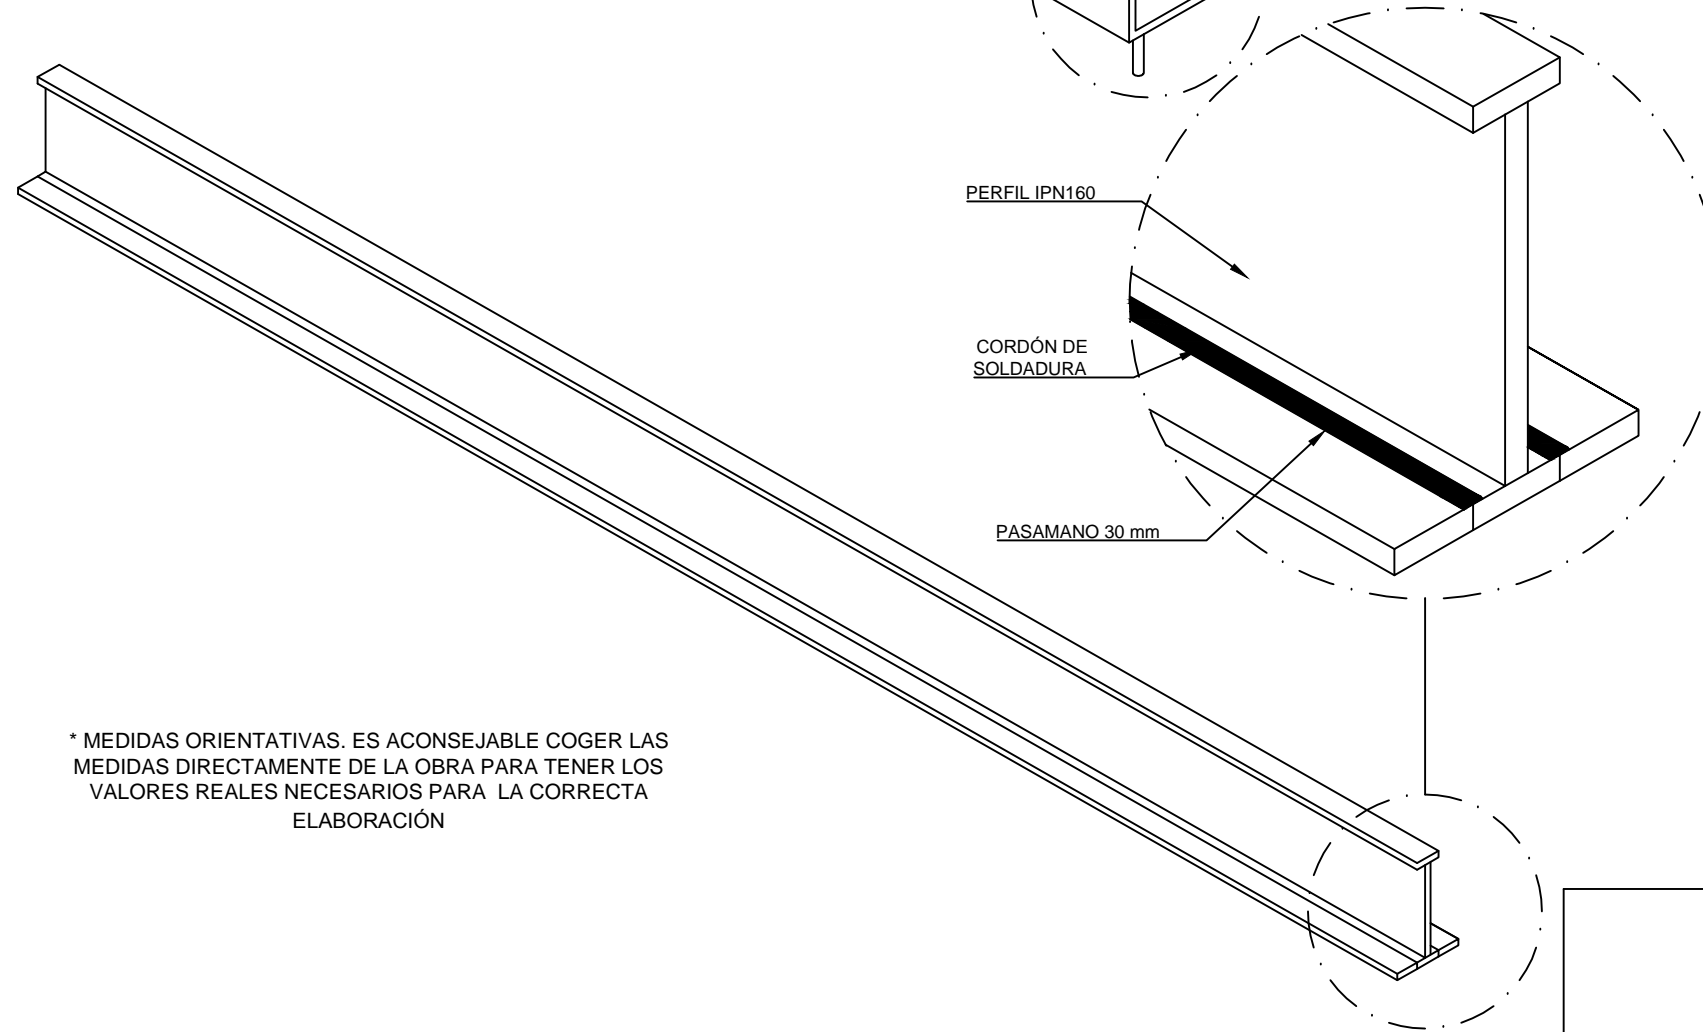 PERFIL IPN160
CORDÓN DE
SOLDADURA
PASAMANO 30 mm
* MEDIDAS ORIENTATIVAS. ES ACONSEJABLE COGER LAS
MEDIDAS DIRECTAMENTE DE LA OBRA PARA TENER LOS
VALORES REALES NECESARIOS PARA LA CORRECTA
ELABORACIÓN